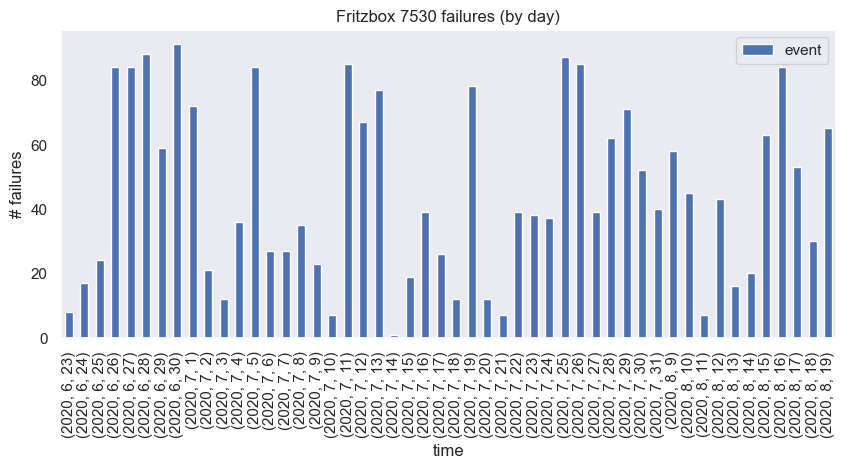 Fritzbox 7530 failures (by day)
event
# failures
80
60
40
20
0
(2020, 6, 23)
(2020, 6, 24)
(2020, 6, 25)
(2020, 6, 26)
(2020, 6, 27)
(2020, 6, 28)
(2020, 6, 29)
(2020, 6, 30)
(2020, 7, 1)
(2020, 7, 2)
(2020, 7, 3)
(2020, 7, 4)
(2020, 7, 5)
(2020, 7, 6)
(2020, 7, 7)
(2020, 7, 8)
(2020, 7, 9)
(2020, 7, 10)
(2020, 7, 11)
(2020, 7, 12)
(2020, 7, 13)
(2020, 7, 14)
(2020, 7, 15)
(2020, 7, 16)
(2020, 7, 17)
(2020, 7, 18)
(2020, 7, 19)
(2020, 7, 20)
(2020, 7, 21)
(2020, 7, 22)
(2020, 7, 23)
(2020, 7, 24)
(2020, 7, 25)
(2020, 7, 26)
(2020, 7, 27)
(2020, 7, 28)
(2020, 7, 29)
(2020, 7, 30)
(2020, 7, 31)
(2020, 8, 9)
(2020, 8, 10)
(2020, 8, 11)
(2020, 8, 12)
(2020, 8, 13)
(2020, 8, 14)
(2020, 8, 15)
(2020, 8, 16)
(2020, 8, 17)
(2020, 8, 18)
(2020, 8, 19)
time